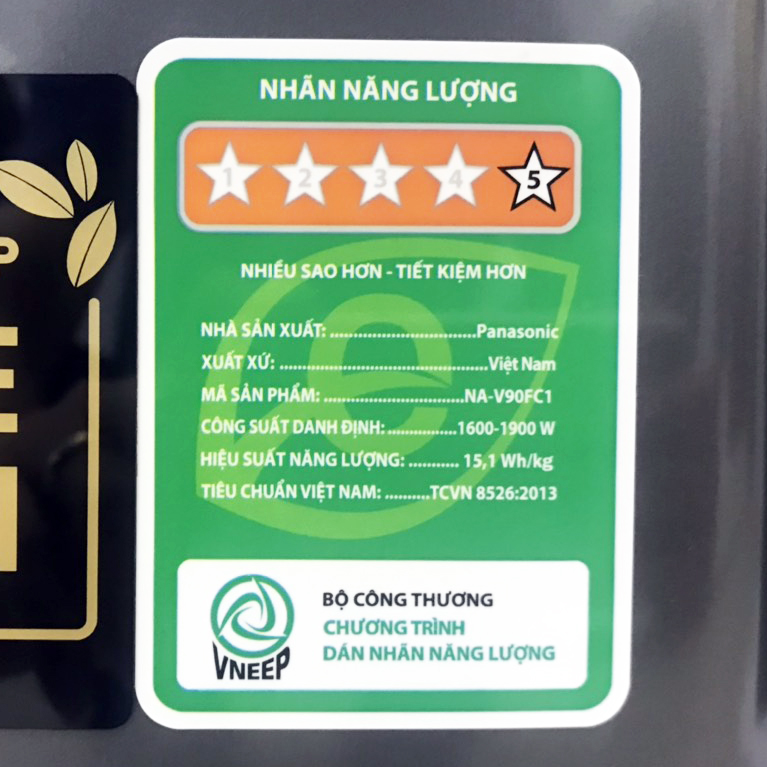 NHÃN NĂNG LƯỢNG
1 2 3 4 5
NHIỀU SAO HƠN - TIẾT KIỆM HƠN
NHÀ SẢN XUẤT: ................................Panasonic
XUẤT XỨ: ..............................................Việt Nam
MÃ SẢN PHẨM: ...............................NA-V90FC1
CÔNG SUẤT DANH ĐỊNH:...............1600-1900 W
HIỆU SUẤT NĂNG LƯỢNG: ........... 15,1 Wh/kg
TIÊU CHUẨN VIỆT NAM: ..........TCVN 8526:2013
VNEEP
BỘ CÔNG THƯƠNG
CHƯƠNG TRÌNH
DÁN NHÃN NĂNG LƯỢNG